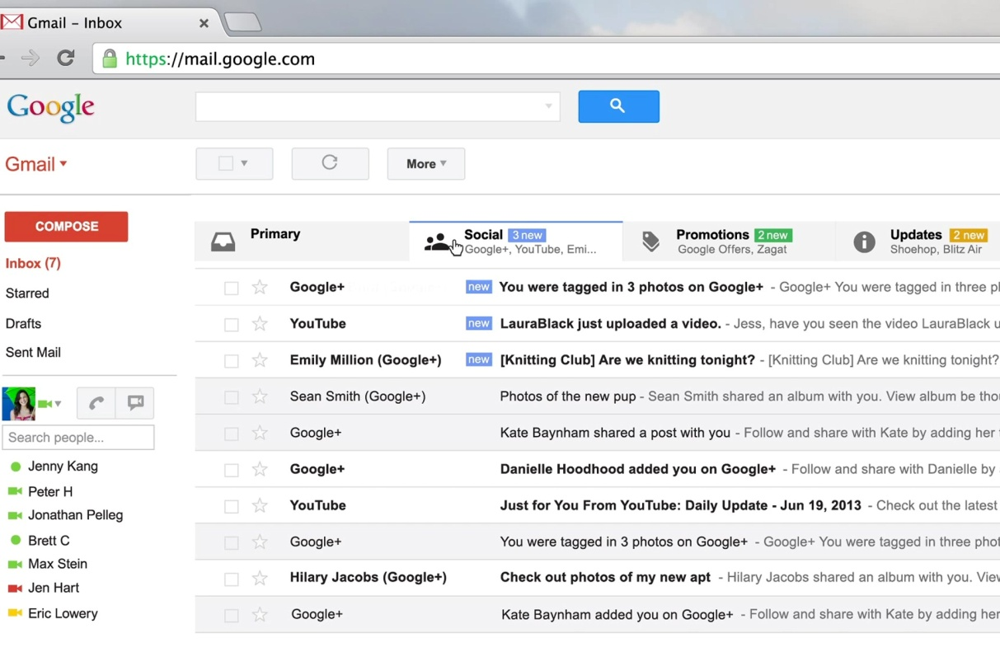 Gmail – Inbox
https://mail.google.com
Google
Gmail
More
COMPOSE
Inbox (7)
Starred
Drafts
Sent Mail
Search people...
Jenny Kang
Peter H
Jonathan Pelleg
Brett C
Max Stein
Jen Hart
Eric Lowery
Primary
Social 3 new
Google+, YouTube, Emi...
Promotions 2 new
Google Offers, Zagat
Updates 2 new
Shoehop, Blitz Air
Google+ new You were tagged in 3 photos on Google+ - Google+ You were tagged in three
YouTube new LauraBlack just uploaded a video. - Jess, have you seen the video LauraBlack
Emily Million (Google+) new [Knitting Club] Are we knitting tonight? - [Knitting Club] Are we knitting tonight?
Sean Smith (Google+) Photos of the new pup - Sean Smith shared an album with you. View album be
Google+ Kate Baynham shared a post with you - Follow and share with Kate by adding her
Google+ Danielle Hoodhood added you on Google+ - Follow and share with Danielle by
YouTube Just for You From YouTube: Daily Update - Jun 19, 2013 - Check out the latest
Google+ You were tagged in 3 photos on Google+ - Google+ You were tagged in three
Hilary Jacobs (Google+) Check out photos of my new apt - Hilary Jacobs shared an album with you.
Google+ Kate Baynham added you on Google+ - Follow and share with Kate by adding her